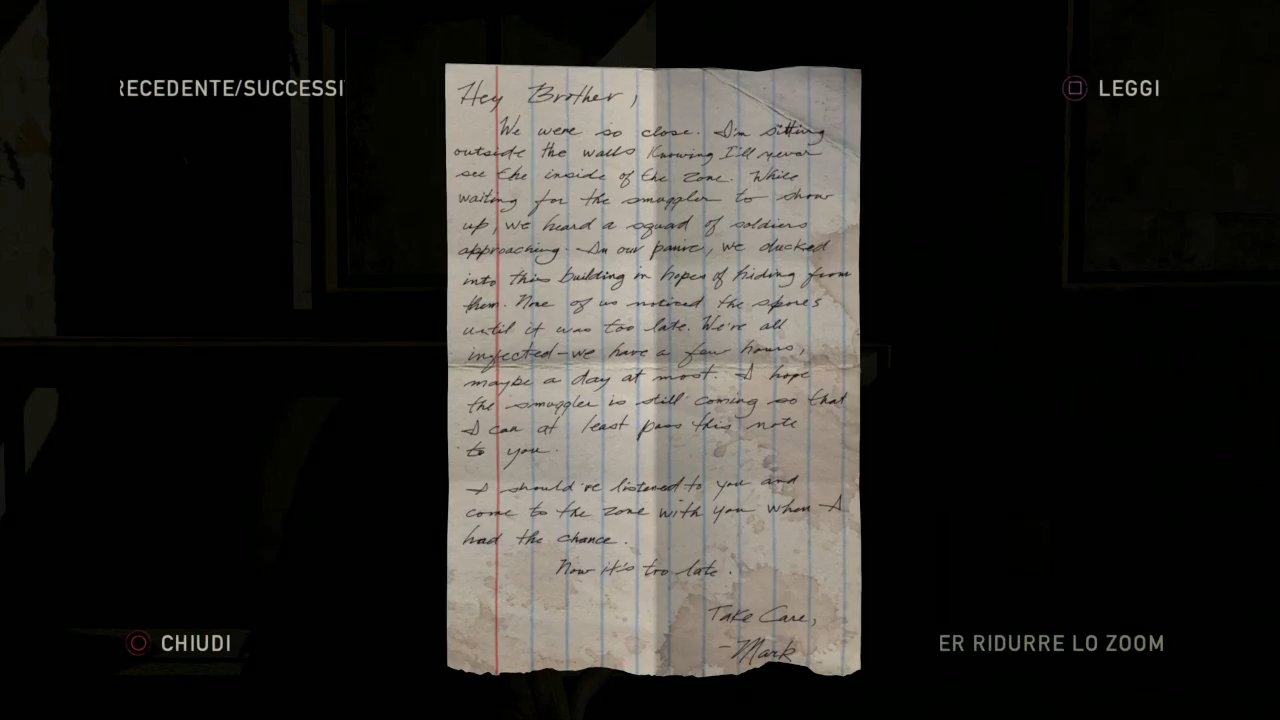 RECEDENTE/SUCCESSI
LEGGI
Hey Brother,
We were so close. I'm sitting
outside the walls Knowing I'll never
see the inside of the zone. While
waiting for the smuggler to show
up, we heard a squad of soldiers
approaching. In our panic, we ducked
into this building in hopes of hiding from
them. None of us noticed the spores
until it was too late. We're all
infected-we have a few hours,
maybe a day at most. I hope
the smuggler is still coming so that
I can at least pass this note
to you.
I should've listened to you and
come to the zone with you when I
had the chance.
Now it's too late.
Take Care,
-Mark
CHIUDI
ER RIDURRE LO ZOOM